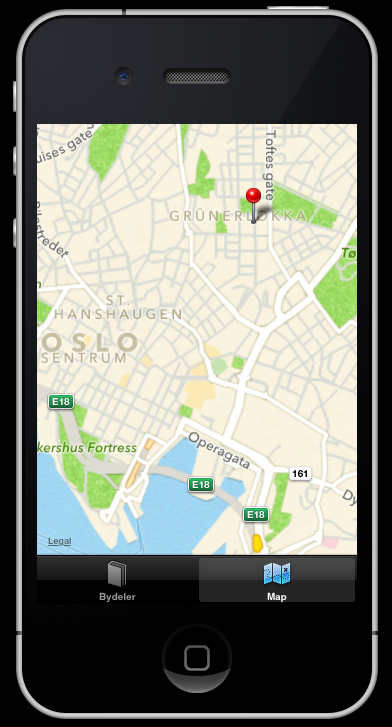 uises gate
Toftes gate
GRÜNERLØKKA
Pilestredet
Tø
ST.
HANSHAUGEN
OSLO
SENTRUM
E18
kershus Fortress
Operagata
161
E18
Dy
E18
Legal
Bydeler
Map